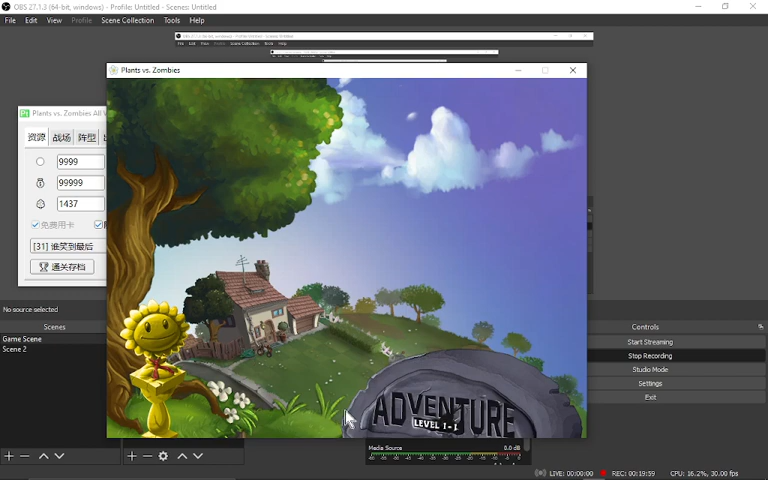 OBS 27.1.3 (64-bit, windows) - Profile: Untitled - Scenes: Untitled
File Edit View Profile Scene Collection Tools Help
Plants vs. Zombies
Plants vs. Zombies All
资源 战场 阵型
9999
99999
1437
免费用卡
[31] 谁笑到最后
通关存档
ADVENTURE
LEVEL 1-1
No source selected
Scenes
Game Scene
Scene 2
Controls
Start Streaming
Stop Recording
Studio Mode
Settings
Exit
Media Source 0.0 dB
LIVE: 00:00:00 REC: 00:19:59 CPU: 16.2%, 30.00 fps